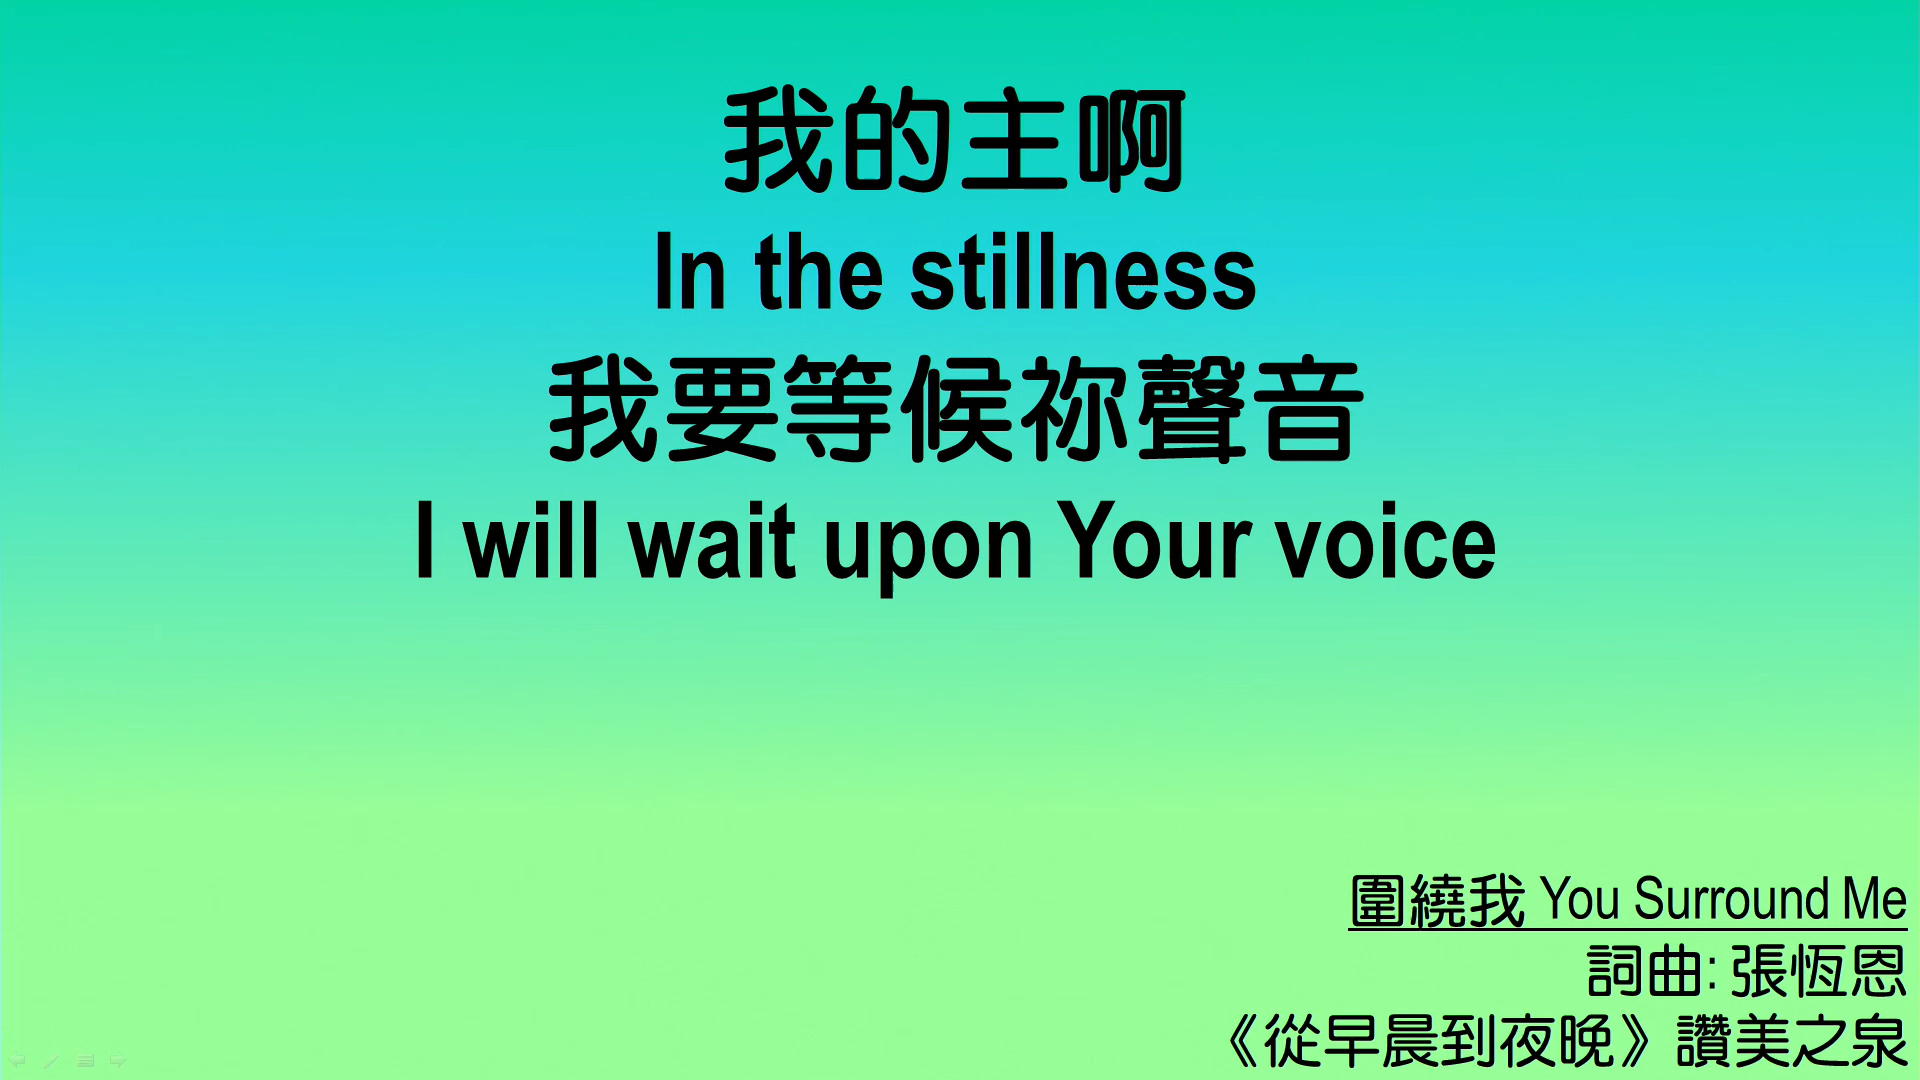 我的主啊
In the stillness
我要等候祢聲音
I will wait upon Your voice
圍繞我 You Surround Me
詞曲: 張恆恩
《從早晨到夜晚》讚美之泉